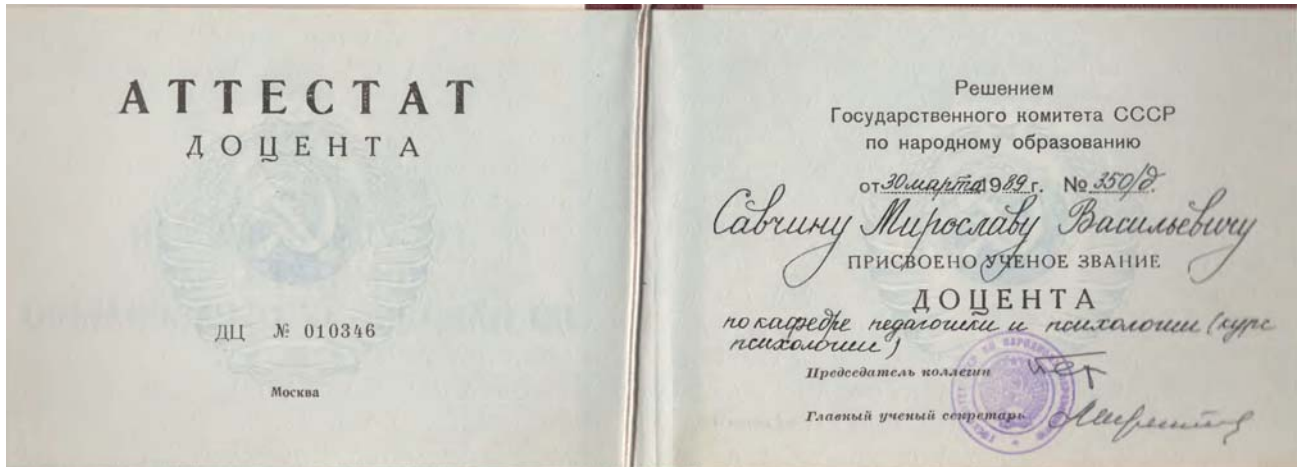 АТТЕСТАТ
ДОЦЕНТА
ДЦ № 010346
Москва
Решением
Государственного комитета СССР
по народному образованию
от 30 марта 1989 г. № 350/д.
Савчину Мирославу Васильевичу
ПРИСВОЕНО УЧЕНОЕ ЗВАНИЕ
ДОЦЕНТА
по кафедре педагогики и психологии (курс
психологии)
Председатель коллегии
Главный ученый секретарь